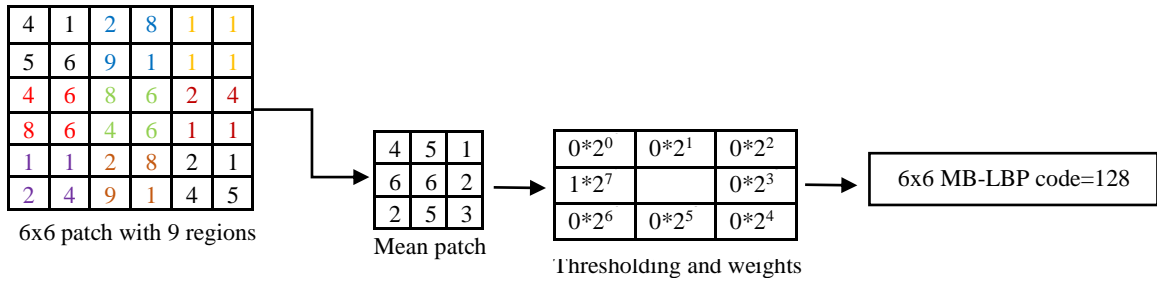 4 1 2 8 1 1
5 6 9 1 1 1
4 6 8 6 2 4
8 6 4 6 1 1
1 1 2 8 2 1
2 4 9 1 4 5
6x6 patch with 9 regions
4 5 1
6 6 2
2 5 3
Mean patch
0*2⁰ 0*2¹ 0*2²
1*2⁷ 0*2³
0*2⁶ 0*2⁵ 0*2⁴
Thresholding and weights
6x6 MB-LBP code=128